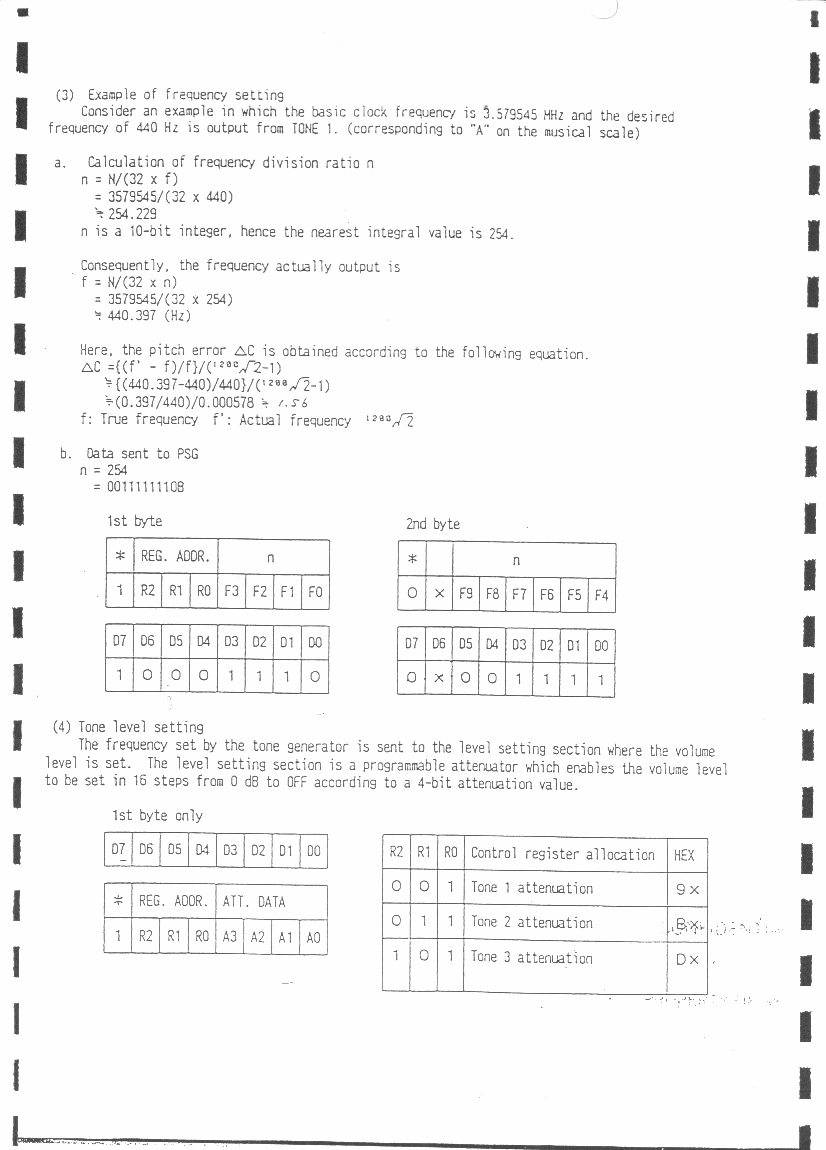 (3) Example of frequency setting
Consider an example in which the basic clock frequency is 3.579545 MHz and the desired
frequency of 440 Hz is output from TONE 1. (corresponding to "A" on the musical scale)
a. Calculation of frequency division ratio n
n = N/(32 x f)
= 3579545/(32 x 440)
≒ 254.229
n is a 10-bit integer, hence the nearest integral value is 254.
Consequently, the frequency actually output is
f = N/(32 x n)
= 3579545/(32 x 254)
≒ 440.397 (Hz)
Here, the pitch error △C is obtained according to the following equation.
△C ={(f' - f)/f}/(¹²⁰⁰√2-1)
≒{(440.397-440)/440}/(¹²⁰⁰√2-1)
≒(0.397/440)/0.000578 ≒ 1.56
f: True frequency f': Actual frequency ¹²⁰⁰√2
b. Data sent to PSG
n = 254
= 0011111110B
1st byte
* REG. ADDR. n
1 R2 R1 R0 F3 F2 F1 F0
D7 D6 D5 D4 D3 D2 D1 D0
1 0 0 0 1 1 1 0
2nd byte
* n
0 × F9 F8 F7 F6 F5 F4
D7 D6 D5 D4 D3 D2 D1 D0
0 × 0 0 1 1 1 1
(4) Tone level setting
The frequency set by the tone generator is sent to the level setting section where the volume
level is set. The level setting section is a programmable attenuator which enables the volume level
to be set in 16 steps from 0 dB to OFF according to a 4-bit attenuation value.
1st byte only
D7 D6 D5 D4 D3 D2 D1 D0
* REG. ADDR. ATT. DATA
1 R2 R1 R0 A3 A2 A1 A0
R2 R1 R0 Control register allocation HEX
0 0 1 Tone 1 attenuation 9×
0 1 1 Tone 2 attenuation B×
1 0 1 Tone 3 attenuation D×